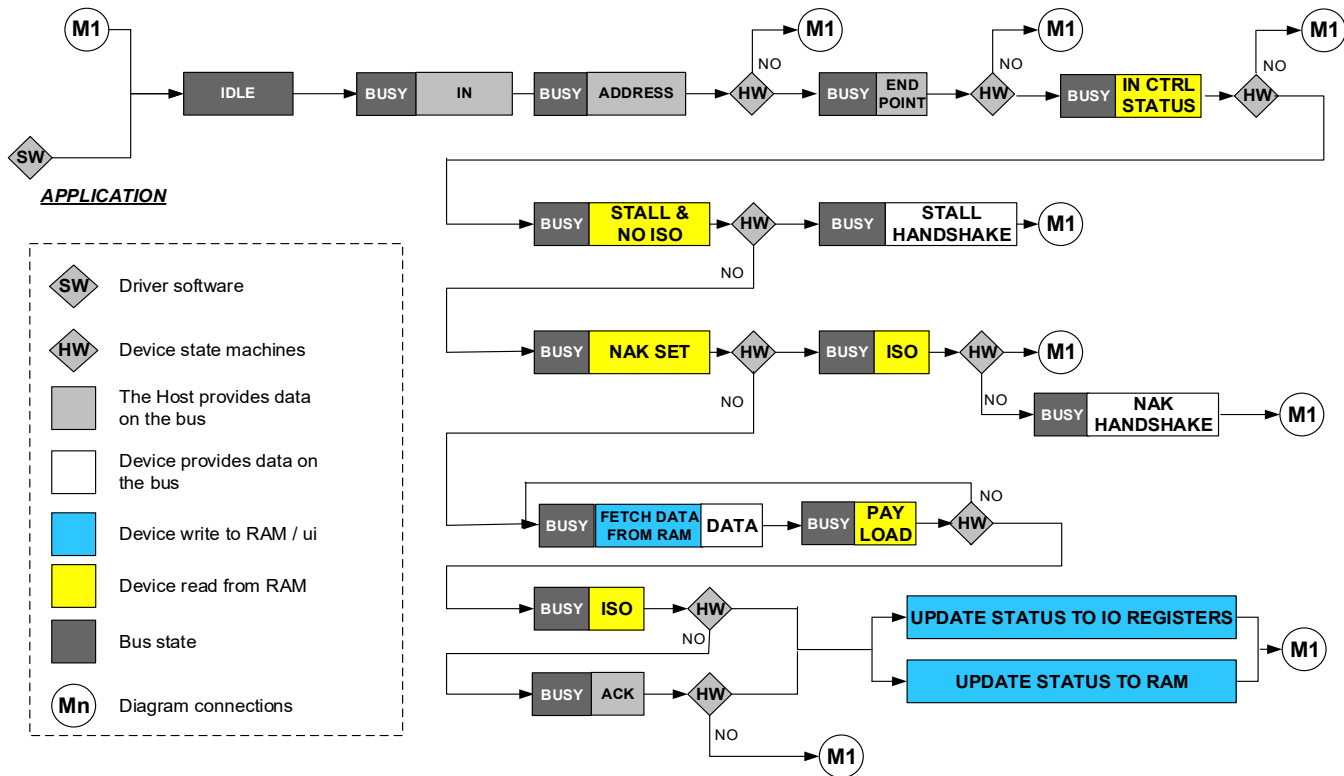 M1
M1
M1
M1
NO
NO
NO
IDLE
BUSY
IN
BUSY
ADDRESS
HW
BUSY
END
POINT
HW
BUSY
IN CTRL
STATUS
HW
SW
APPLICATION
BUSY
STALL &
NO ISO
HW
BUSY
STALL
HANDSHAKE
M1
NO
BUSY
NAK SET
HW
BUSY
ISO
HW
M1
NO
NO
BUSY
NAK
HANDSHAKE
M1
NO
BUSY
FETCH DATA
FROM RAM
DATA
BUSY
PAY
LOAD
HW
BUSY
ISO
HW
NO
UPDATE STATUS TO IO REGISTERS
M1
BUSY
ACK
HW
UPDATE STATUS TO RAM
NO
M1
SW
Driver software
HW
Device state machines
The Host provides data
on the bus
Device provides data on
the bus
Device write to RAM / ui
Device read from RAM
Bus state
Mn
Diagram connections